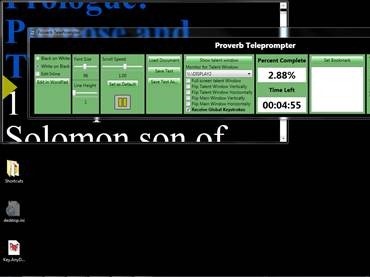 Prologue:
Purpose and
T
1
Solomon son of
Proverb Teleprompter
Proverb Teleprompter
Black on White
White on Black
Edit Inline
Edit in WordPad
Font Size
Line Height
1
Scroll Speed
1.00
Set as Default
Load Document
Save Text
Save Text As...
Show talent window
Monitor for Talent Window:
\\.\DISPLAY2
Full screen talent Window
Flip Talent Window Vertically
Flip Talent Window Horizontally
Flip Main Window Vertically
Flip Main Window Horizontally
Receive Global Keystrokes
Percent Complete
2.88%
Time Left
00:04:55
Set Bookmark
Shortcuts
desktop.ini
Key.AnyD...